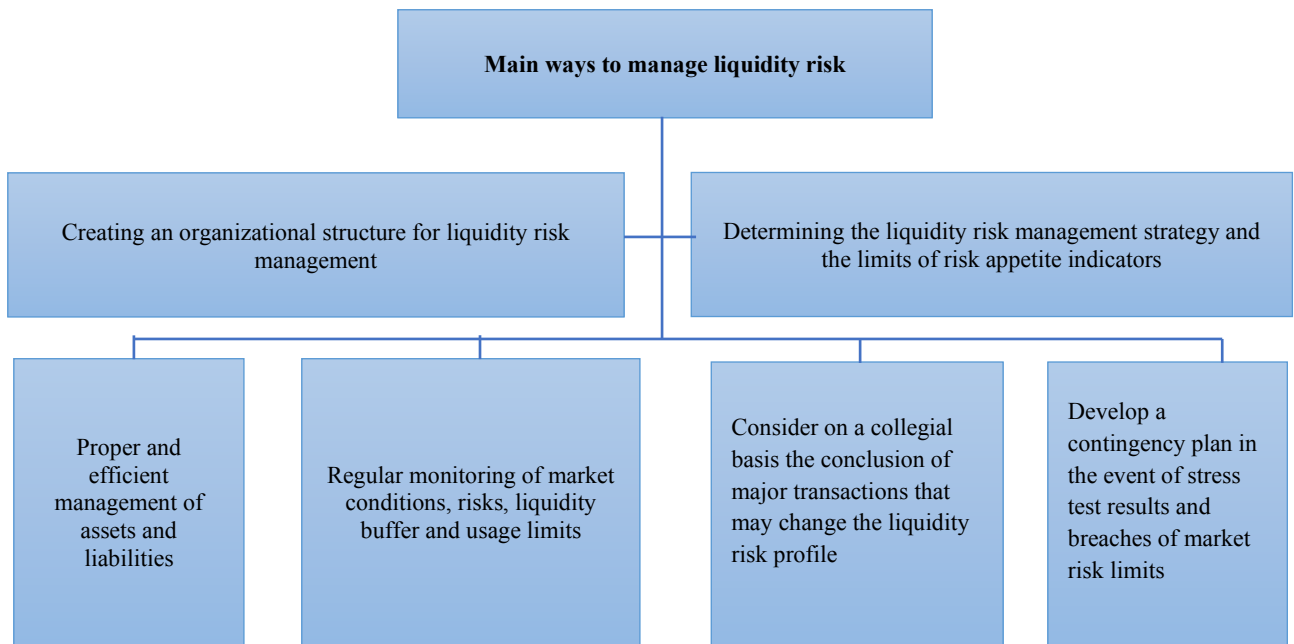 Main ways to manage liquidity risk
Creating an organizational structure for liquidity risk
management
Determining the liquidity risk management strategy and
the limits of risk appetite indicators
Proper and
efficient
management of
assets and
liabilities
Regular monitoring of market
conditions, risks, liquidity
buffer and usage limits
Consider on a collegial
basis the conclusion of
major transactions that
may change the liquidity
risk profile
Develop a
contingency plan in
the event of stress
test results and
breaches of market
risk limits